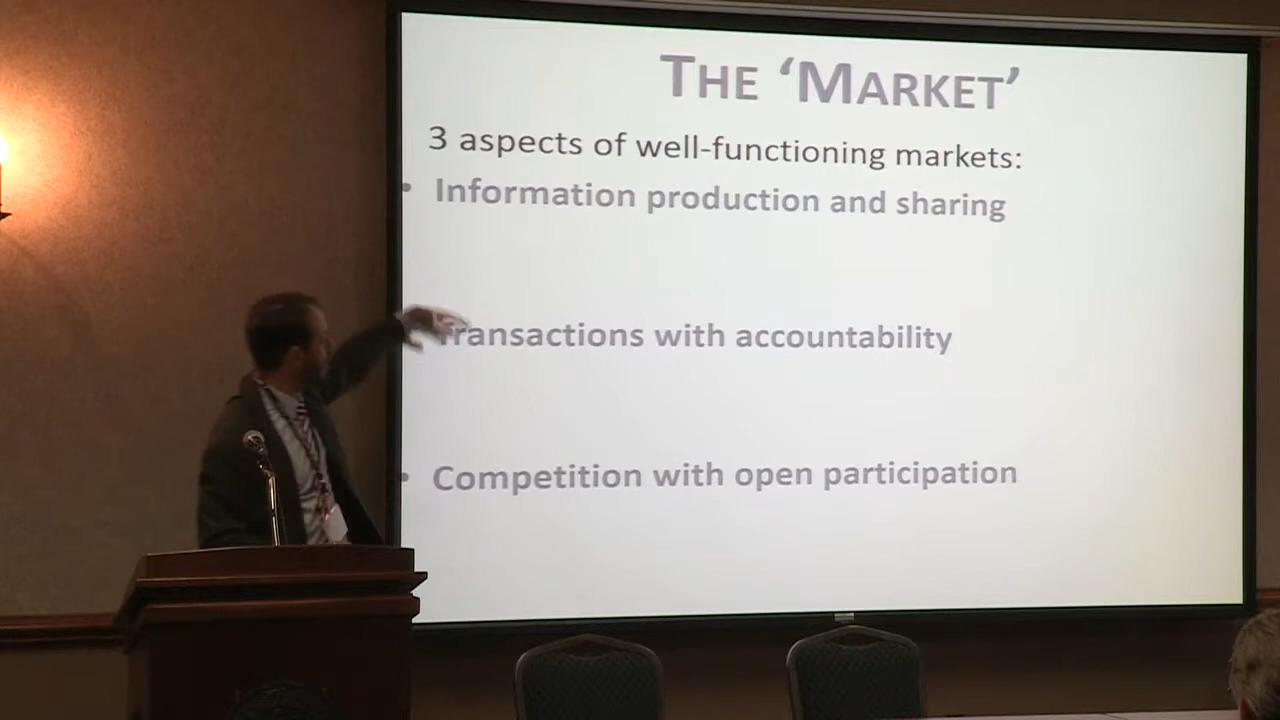 THE ‘MARKET’
3 aspects of well-functioning markets:
• Information production and sharing
Transactions with accountability
• Competition with open participation